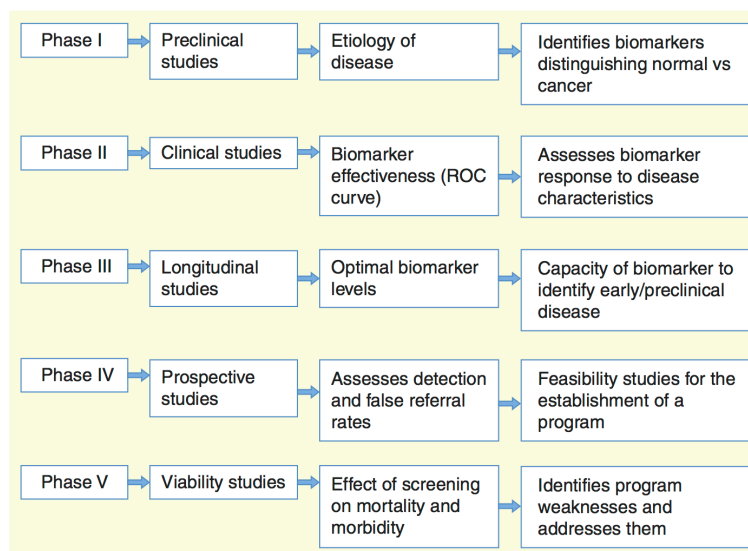 Phase I
Preclinical
studies
Etiology of
disease
Identifies biomarkers
distinguishing normal vs
cancer
Phase II
Clinical studies
Biomarker
effectiveness (ROC
curve)
Assesses biomarker
response to disease
characteristics
Phase III
Longitudinal
studies
Optimal biomarker
levels
Capacity of biomarker to
identify early/preclinical
disease
Phase IV
Prospective
studies
Assesses detection
and false referral
rates
Feasibility studies for the
establishment of a
program
Phase V
Viability studies
Effect of screening
on mortality and
morbidity
Identifies program
weaknesses and
addresses them